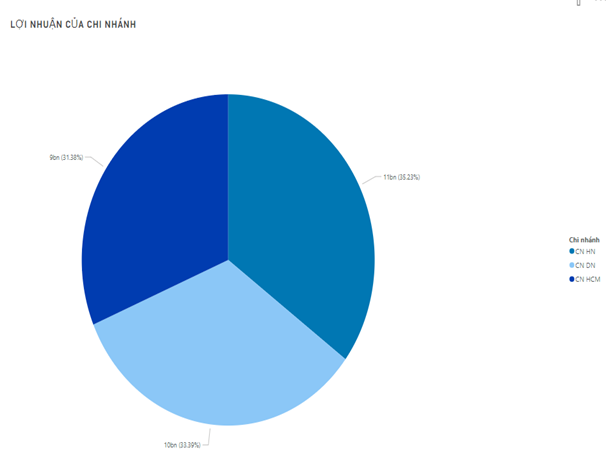 LỢI NHUẬN CỦA CHI NHÁNH
9bn (31.38%)
11bn (35.23%)
10bn (33.39%)
Chi nhánh
CN HN
CN DN
CN HCM